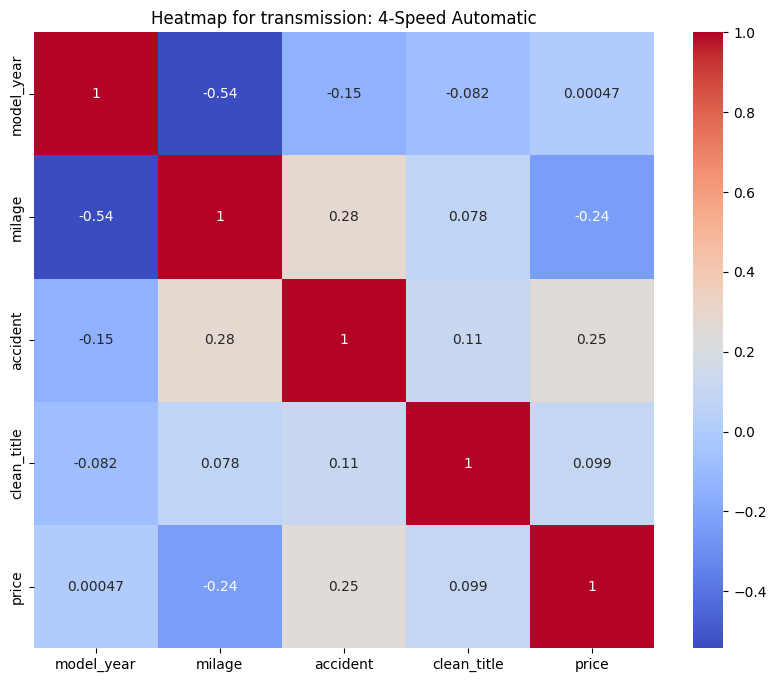 Heatmap for transmission: 4-Speed Automatic
model_year 1 -0.54 -0.15 -0.082 0.00047
milage -0.54 1 0.28 0.078 -0.24
accident -0.15 0.28 1 0.11 0.25
clean_title -0.082 0.078 0.11 1 0.099
price 0.00047 -0.24 0.25 0.099 1
model_year milage accident clean_title price
1.0
0.8
0.6
0.4
0.2
0.0
−0.2
−0.4